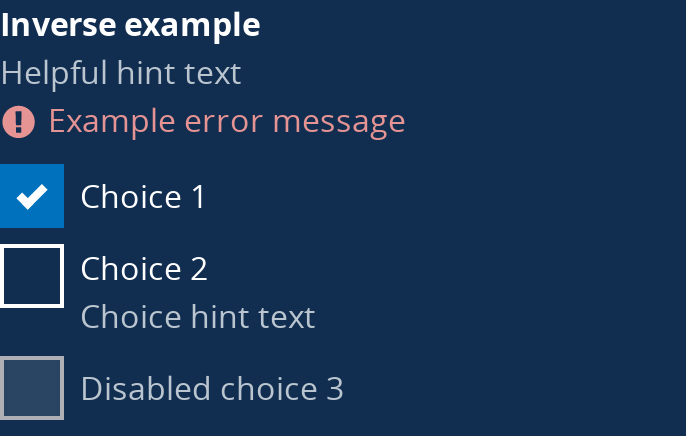 Inverse example
Helpful hint text
Example error message
Choice 1
Choice 2
Choice hint text
Disabled choice 3